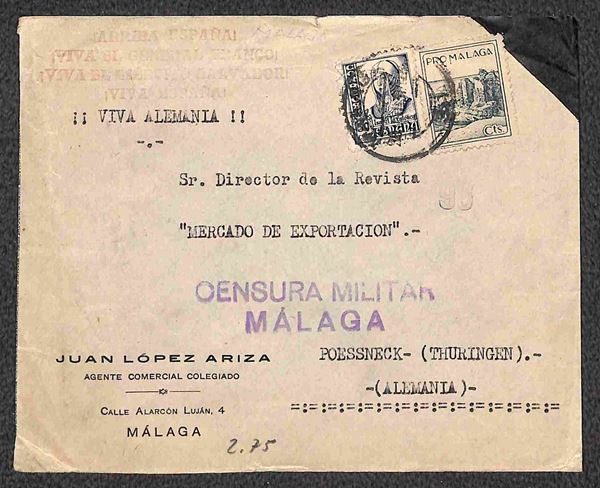 ¡ARRIBA ESPAÑA!
¡VIVA EL GENERAL FRANCO!
¡VIVA EL EJERCITO SALVADOR!
¡VIVA ESPAÑA!
¡¡ VIVA ALEMANIA !!
-.-
PRO MALAGA
Cts.
Sr. Director de la Revista
"MERCADO DE EXPORTACION".-
CENSURA MILITAR
MÁLAGA
POESSNECK- (THURINGEN).-
-(ALEMANIA)-
JUAN LÓPEZ ARIZA
AGENTE COMERCIAL COLEGIADO
CALLE ALARCÓN LUJÁN, 4
MÁLAGA
2.75